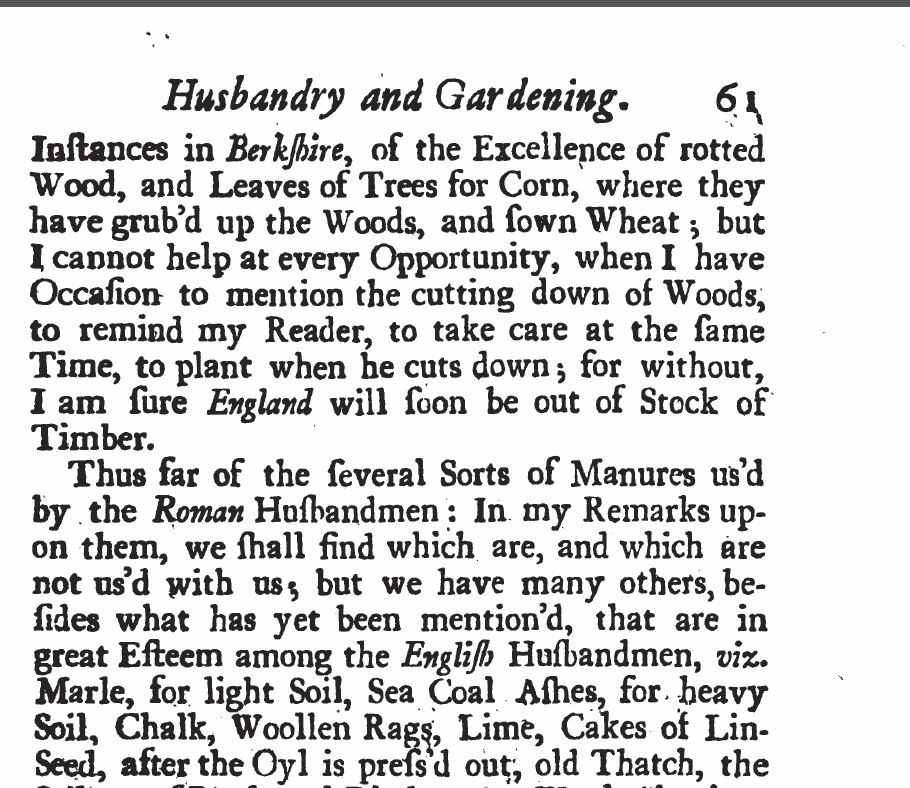 Husbandry and Gardening. 61
Inſtances in Berkſhire, of the Excellence of rotted
Wood, and Leaves of Trees for Corn, where they
have grub'd up the Woods, and ſown Wheat ; but
I cannot help at every Opportunity, when I have
Occaſion to mention the cutting down of Woods,
to remind my Reader, to take care at the ſame
Time, to plant when he cuts down ; for without,
I am ſure England will ſoon be out of Stock of
Timber.
Thus far of the ſeveral Sorts of Manures us'd
by the Roman Huſbandmen : In my Remarks up-
on them, we ſhall find which are, and which are
not us'd with us ; but we have many others, be-
ſides what has yet been mention'd, that are in
great Eſteem among the Engliſh Huſbandmen, viz.
Marle, for light Soil, Sea Coal Aſhes, for heavy
Soil, Chalk, Woollen Rags, Lime, Cakes of Lin-
Seed, after the Oyl is preſs'd out, old Thatch, the